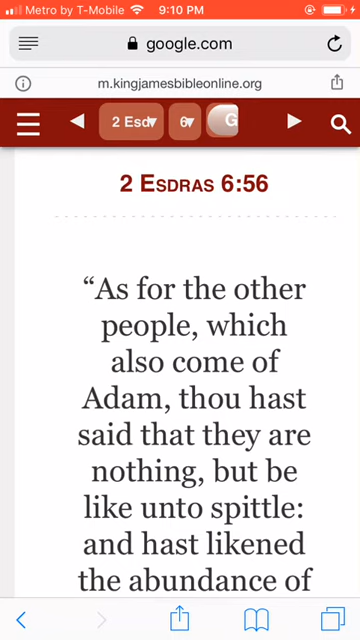 Metro by T-Mobile 9:10 PM
google.com
m.kingjamesbibleonline.org
2 Esd 6 G
2 ESDRAS 6:56
“As for the other
people, which
also come of
Adam, thou hast
said that they are
nothing, but be
like unto spittle:
and hast likened
the abundance of